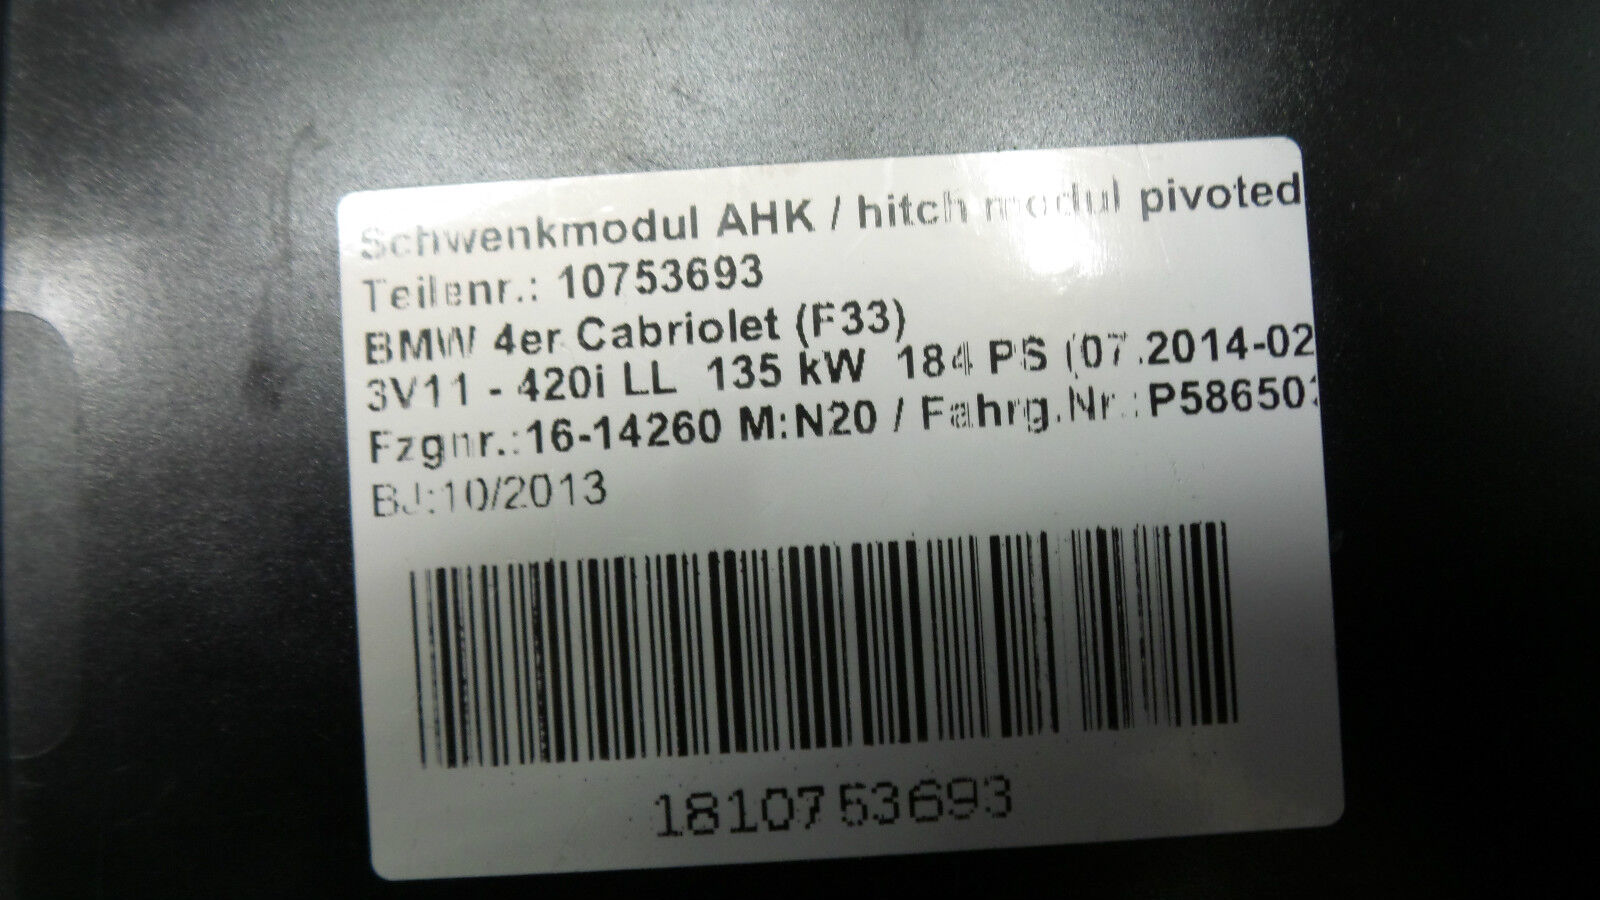 Schwenkmodul AHK / hitch modul pivoted
Teilenr.: 10753693
BMW 4er Cabriolet (F33)
3V11 - 420i LL 135 kW 184 PS (07.2014-02
Fzgnr.:16-14260 M:N20 / Fahrg.Nr.:P586501
BJ:10/2013
1810753693